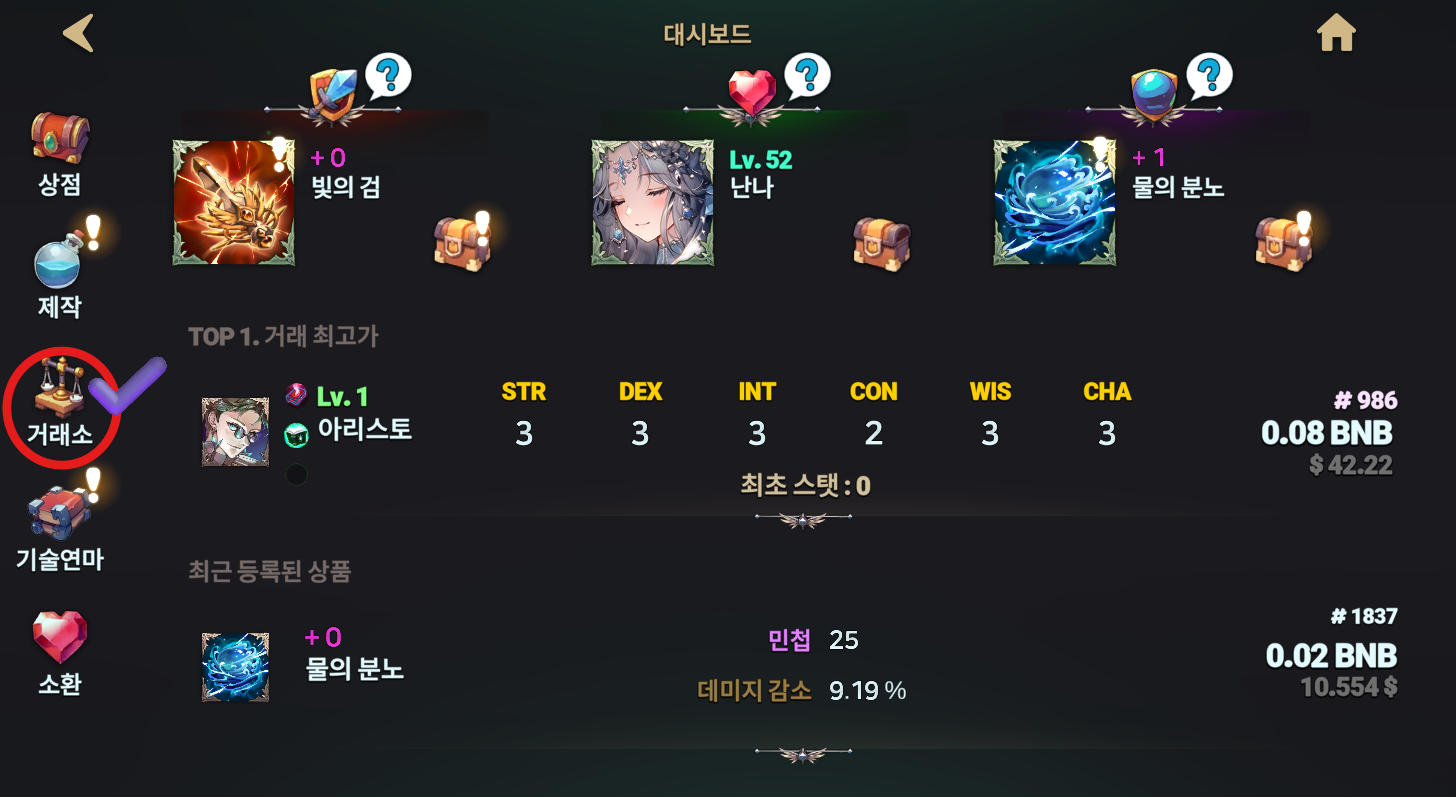 대시보드
상점
제작
거래소
기술연마
소환
?
+ 0
빛의 검
?
Lv. 52
난나
?
+ 1
물의 분노
TOP 1. 거래 최고가
Lv. 1
아리스토
STR DEX INT CON WIS CHA
3 3 3 2 3 3
최초 스탯 : 0
# 986
0.08 BNB
$ 42.22
최근 등록된 상품
+ 0
물의 분노
민첩 25
데미지 감소 9.19 %
# 1837
0.02 BNB
10.554 $